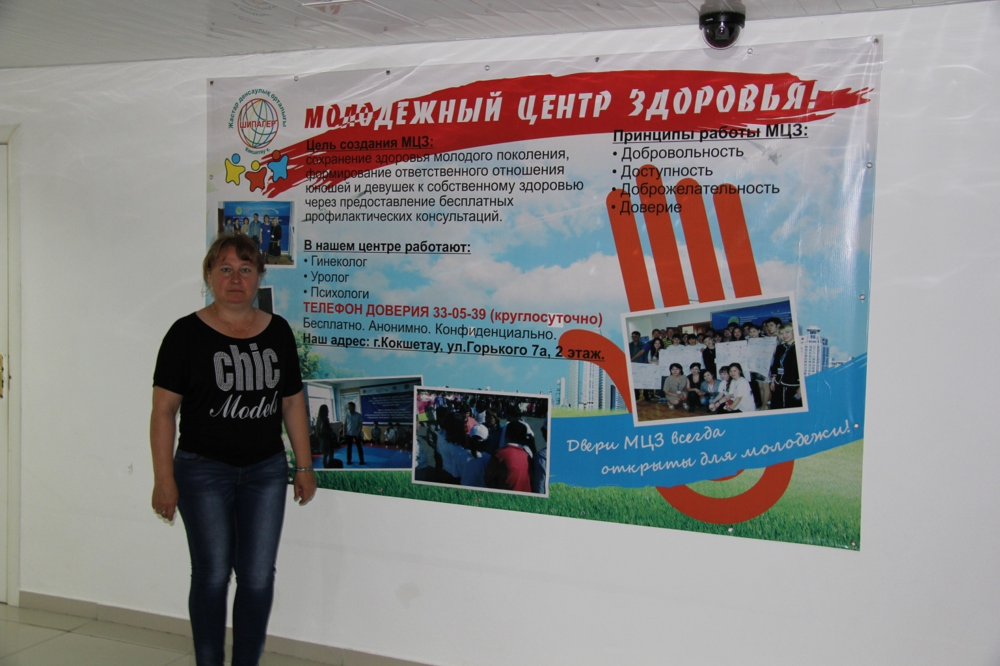 Жастар денсаулық орталығы
ШИПАГЕР
Көкшетау қ.
МОЛОДЕЖНЫЙ ЦЕНТР ЗДОРОВЬЯ!
Цель создания МЦЗ:
сохранение здоровья молодого поколения,
формирование ответственного отношения
юношей и девушек к собственному здоровью
через предоставление бесплатных
профилактических консультаций.
Принципы работы МЦЗ:
• Добровольность
• Доступность
• Доброжелательность
• Доверие
В нашем центре работают:
• Гинеколог
• Уролог
• Психологи
ТЕЛЕФОН ДОВЕРИЯ 33-05-39 (круглосуточно)
Бесплатно. Анонимно. Конфиденциально.
Наш адрес: г.Кокшетау, ул.Горького 7а, 2 этаж.
Двери МЦЗ всегда
открыты для молодежи!
chic
Models